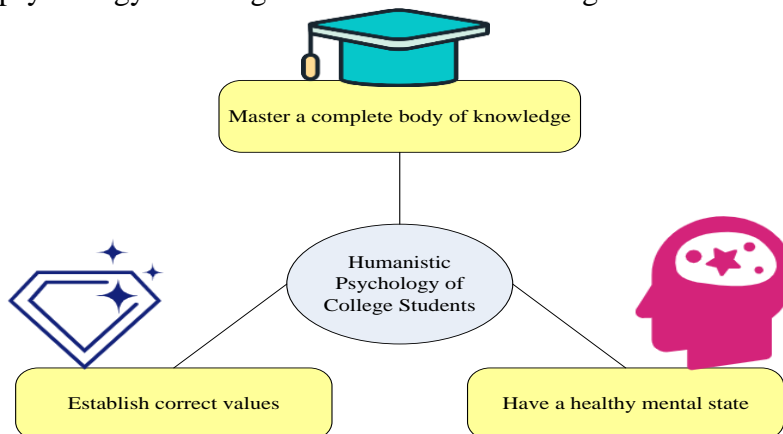 Master a complete body of knowledge
Humanistic
Psychology of
College Students
Establish correct values
Have a healthy mental state